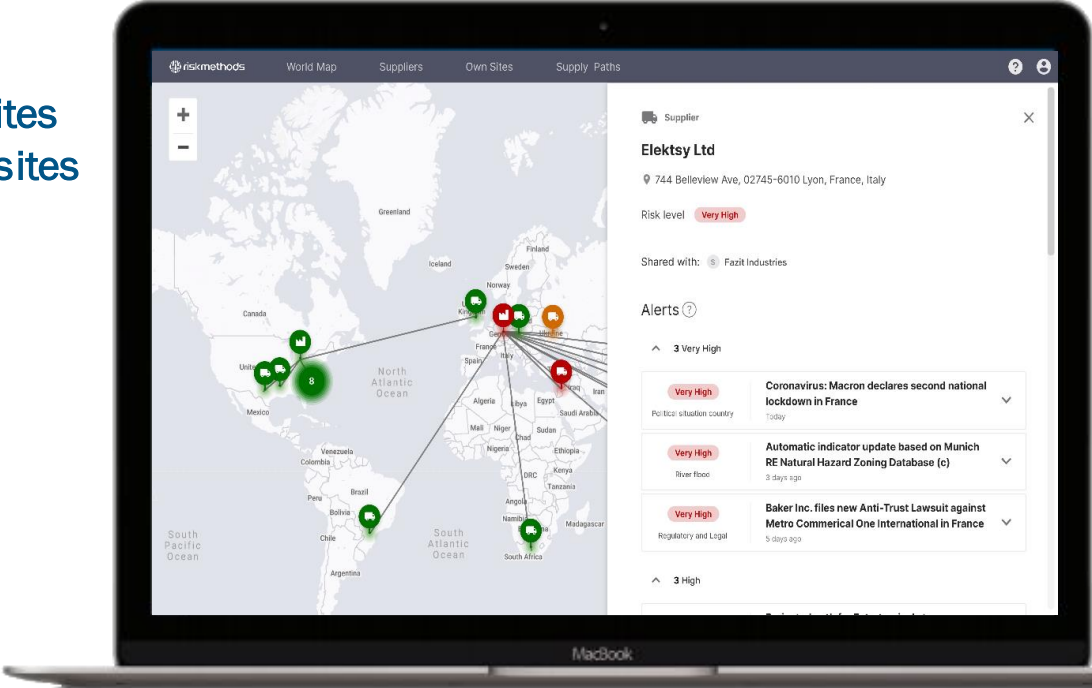 ites
sites
riskmethods
World Map
Suppliers
Own Sites
Supply Paths
?
+
−
Greenland
Iceland
Finland
Sweden
Norway
Canada
France
Spain
Italy
Ukraine
North
Atlantic
Ocean
8
Mexico
Algeria
Libya
Egypt
Iraq
Iran
Saudi Arabia
Mali
Niger
Chad
Sudan
Nigeria
Ethiopia
Venezuela
Colombia
DRC
Kenya
Tanzania
Peru
Brazil
Angola
Bolivia
Namibia
Madagascar
Chile
South
Pacific
Ocean
South
Atlantic
Ocean
South Africa
Argentina
Supplier
Elektsy Ltd
744 Belleview Ave, 02745-6010 Lyon, France, Italy
Risk level Very High
Shared with: S Fazit Industries
Alerts ?
3 Very High
Very High
Political situation country
Coronavirus: Macron declares second national
lockdown in France
Today
Very High
River flood
Automatic indicator update based on Munich
RE Natural Hazard Zoning Database (c)
3 days ago
Very High
Regulatory and Legal
Baker Inc. files new Anti-Trust Lawsuit against
Metro Commerical One International in France
5 days ago
3 High
MacBook